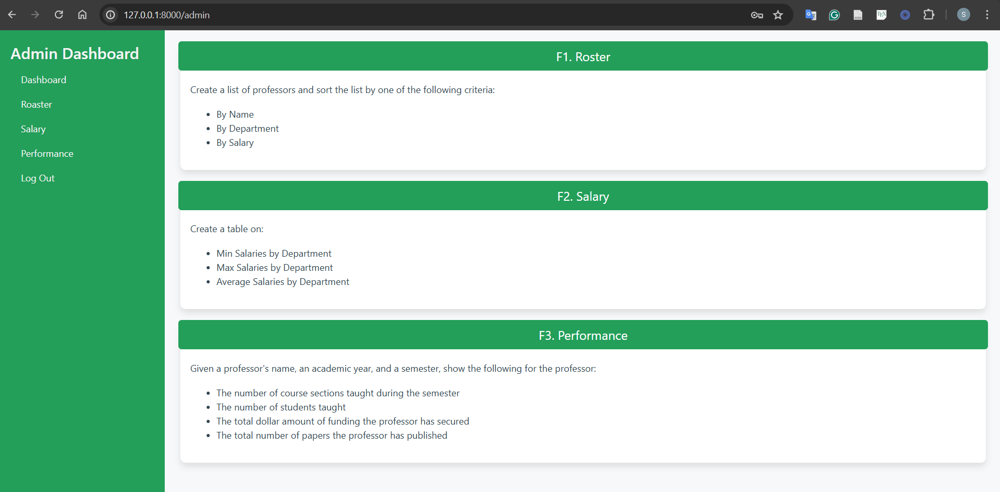 127.0.0.1:8000/admin
S
Admin Dashboard
Dashboard
Roaster
Salary
Performance
Log Out
F1. Roster
Create a list of professors and sort the list by one of the following criteria:
• By Name
• By Department
• By Salary
F2. Salary
Create a table on:
• Min Salaries by Department
• Max Salaries by Department
• Average Salaries by Department
F3. Performance
Given a professor's name, an academic year, and a semester, show the following for the professor:
• The number of course sections taught during the semester
• The number of students taught
• The total dollar amount of funding the professor has secured
• The total number of papers the professor has published